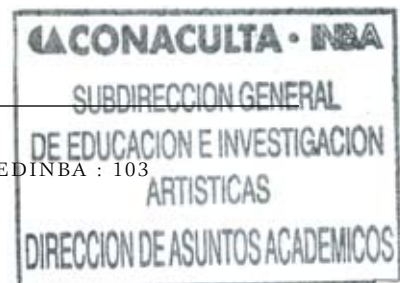 CONACULTA • INBA
SUBDIRECCION GENERAL
DE EDUCACION E INVESTIGACION
EDINBA : 103
ARTISTICAS
DIRECCION DE ASUNTOS ACADEMICOS